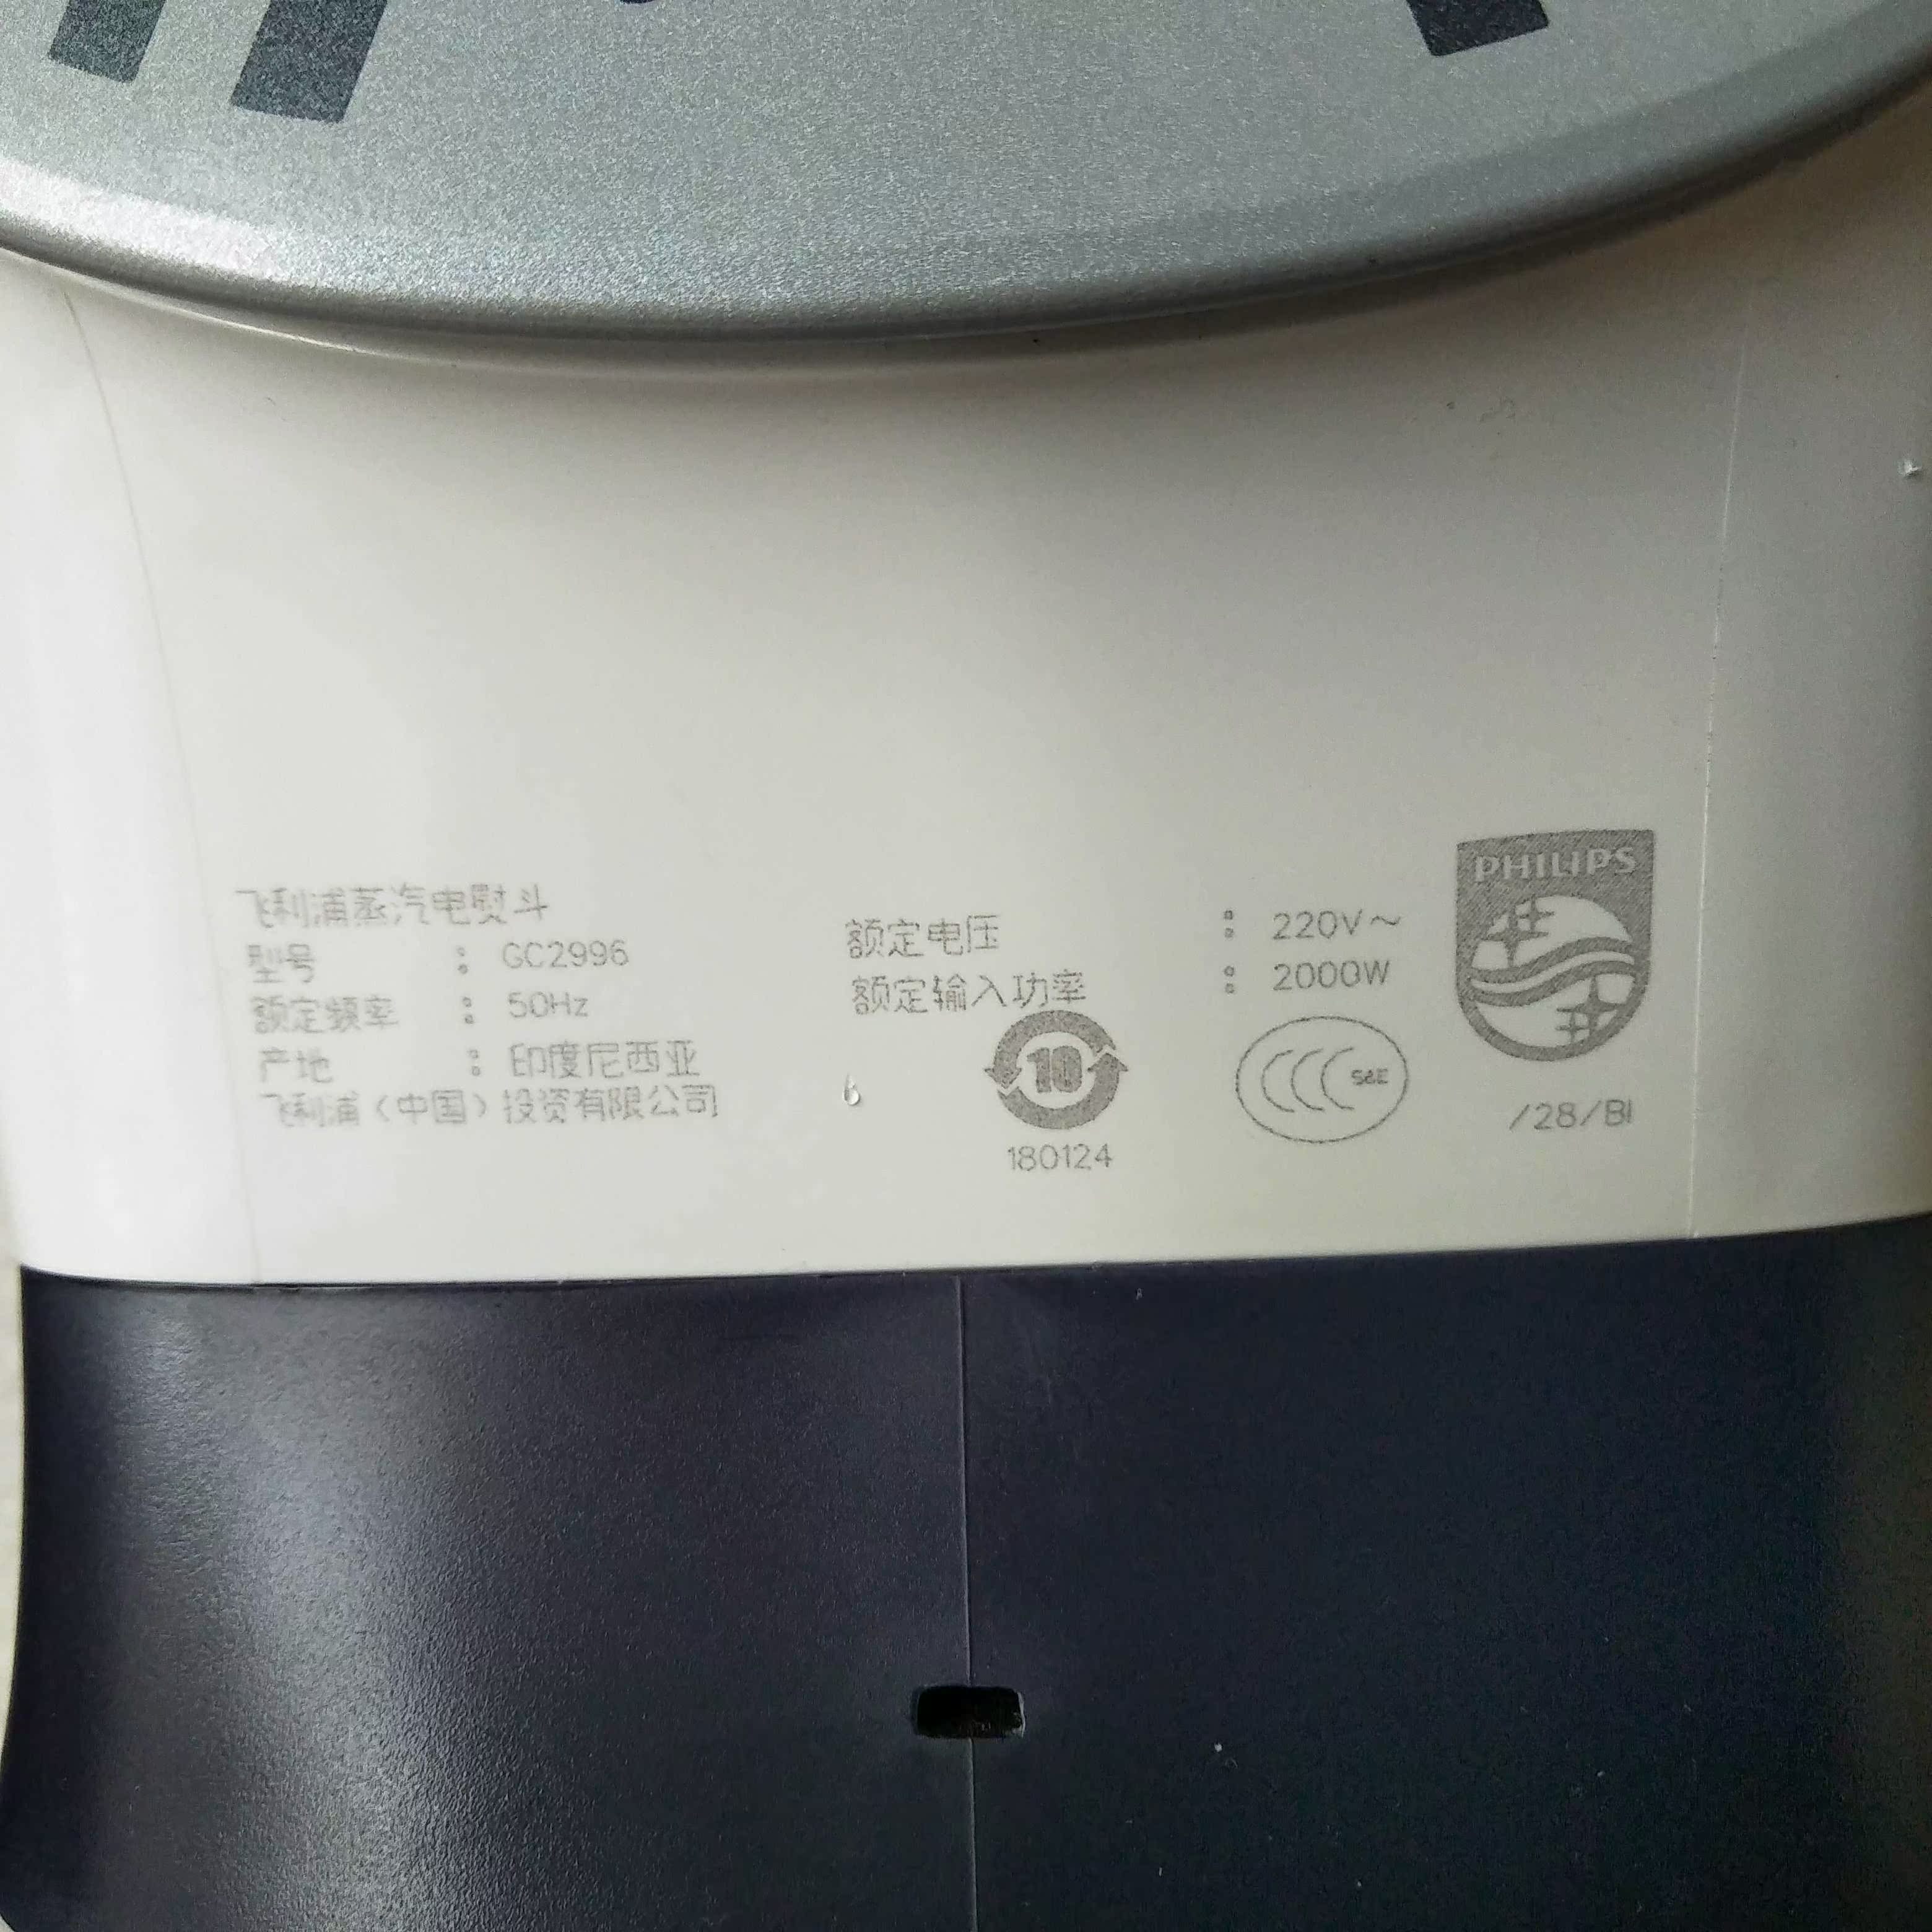 飞利浦蒸汽电熨斗
型号 : GC2996
额定频率 : 50Hz
产地 : 印度尼西亚
飞利浦(中国)投资有限公司
额定电压 : 220V~
额定输入功率 : 2000W
10
180124
CCC S&E
PHILIPS
/28/BI